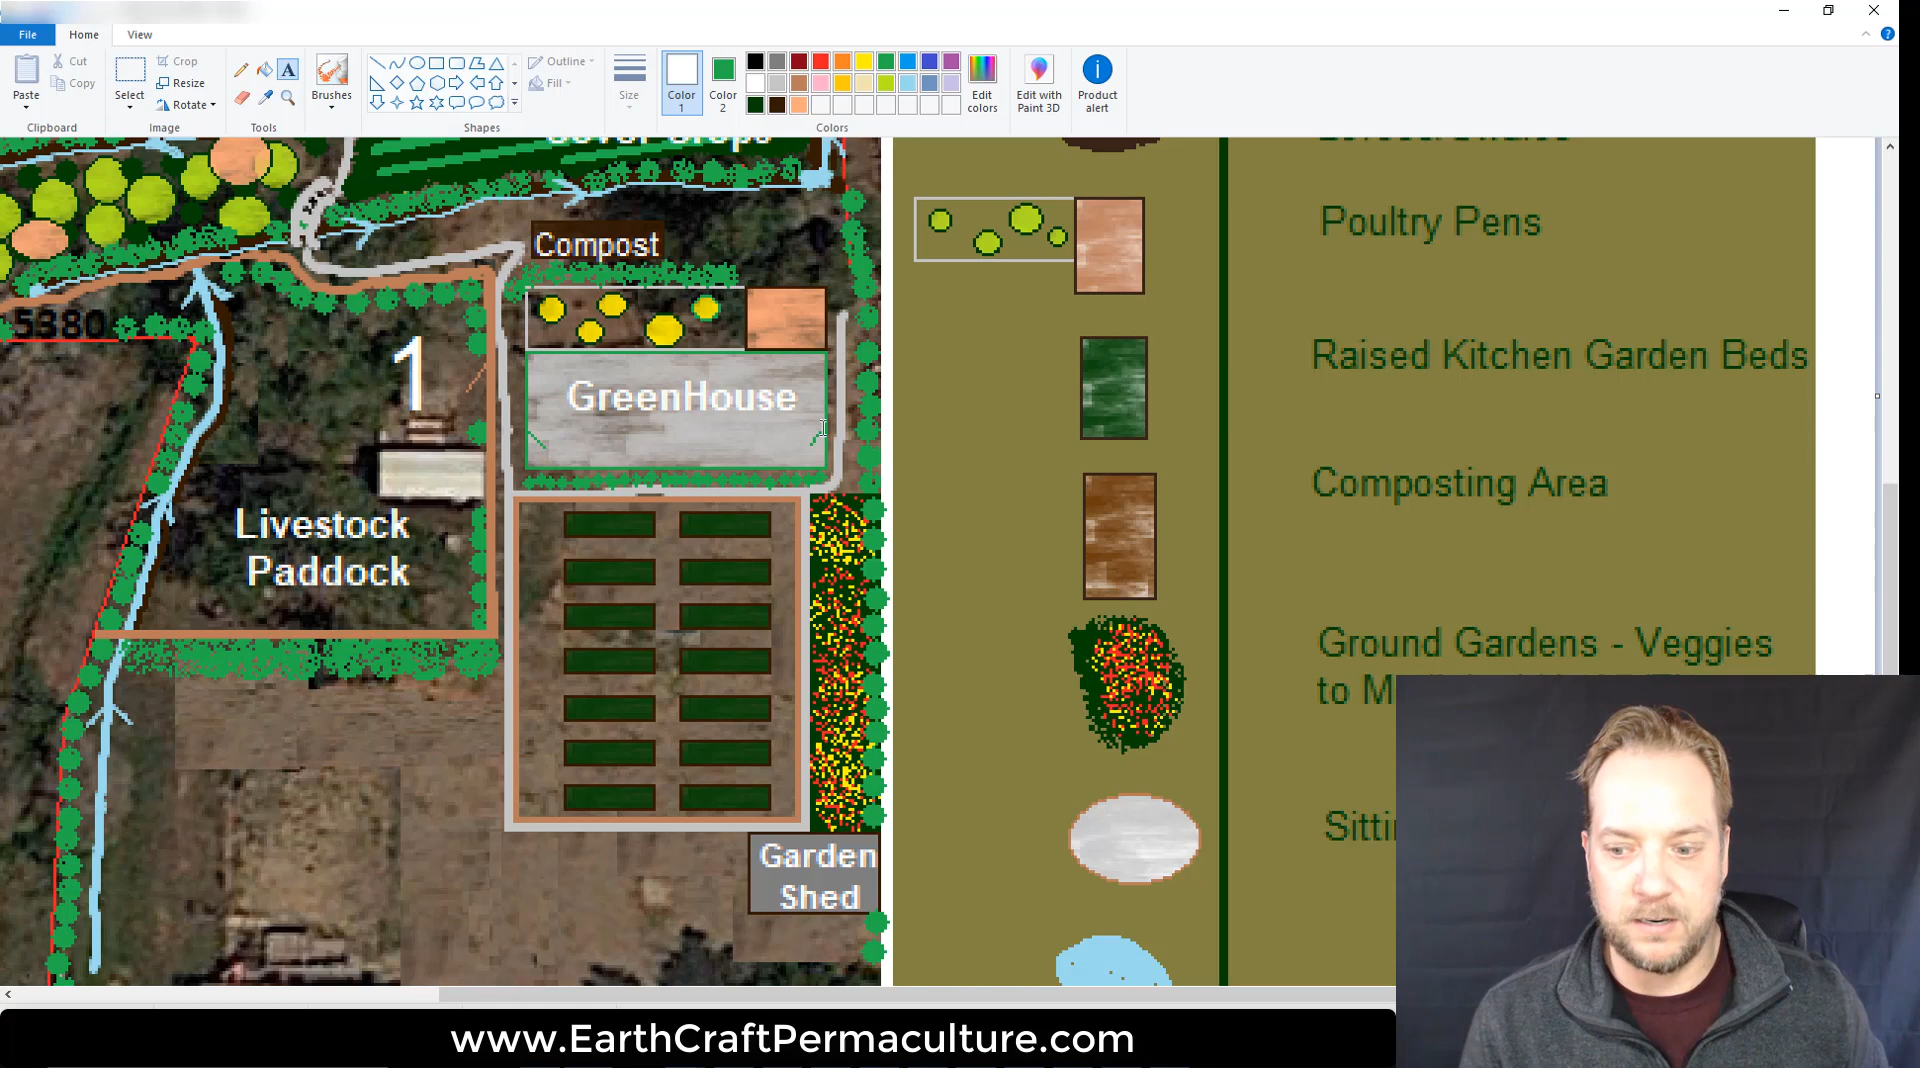 File
Home
View
Paste
Cut
Copy
Clipboard
Select
Crop
Resize
Rotate
Image
A
Tools
Brushes
Shapes
Outline
Fill
Size
Color
1
Color
2
Colors
Edit
colors
Edit with
Paint 3D
Product
alert
Compost
5380
1
GreenHouse
Livestock
Paddock
Garden
Shed
Poultry Pens
Raised Kitchen Garden Beds
Composting Area
Ground Gardens - Veggies
to
www.EarthCraftPermaculture.com